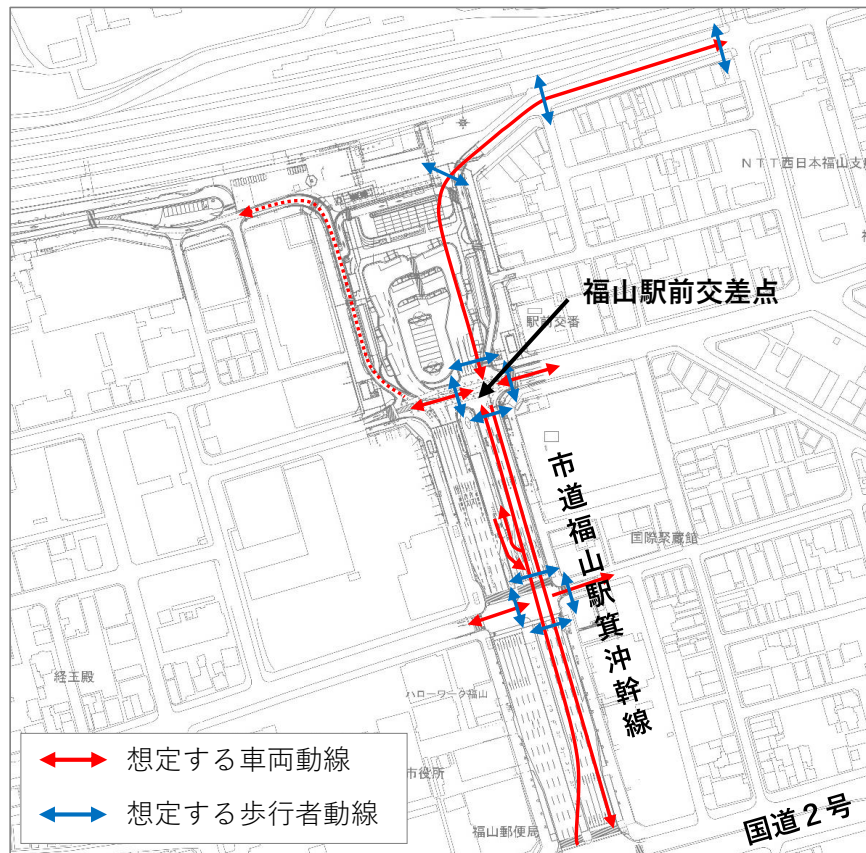 NTT西日本福山支
福山駅前交差点
駅前交番
市道福山駅箕沖幹線
国際聚蔵館
経王殿
ハローワーク福山
市役所
福山郵便局
国道2号
想定する車両動線
想定する歩行者動線